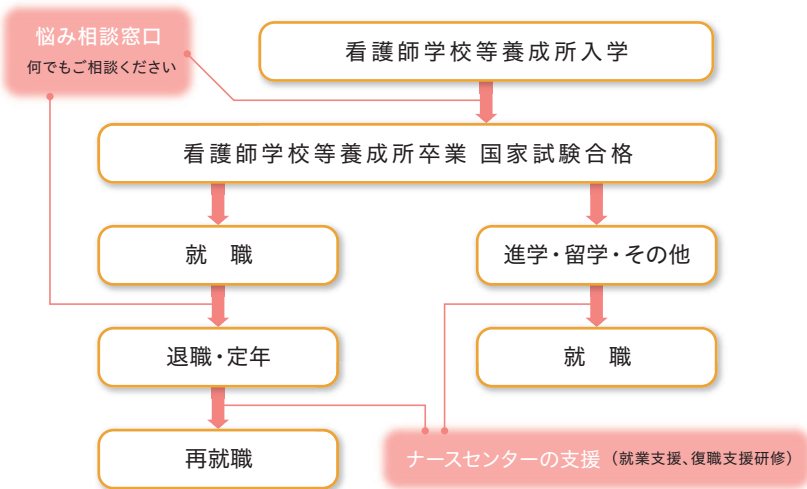 悩み相談窓口
何でもご相談ください
看護師学校等養成所入学
看護師学校等養成所卒業 国家試験合格
就　職
進学・留学・その他
退職・定年
就　職
再就職
ナースセンターの支援（就業支援、復職支援研修）